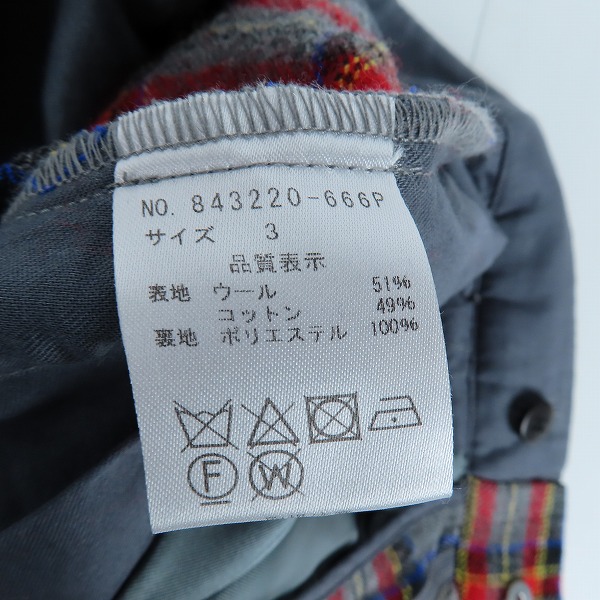 NO. 843220-666P
サイズ 3
品質表示
表地 ウール 51%
コットン 49%
裏地 ポリエステル 100%
F W